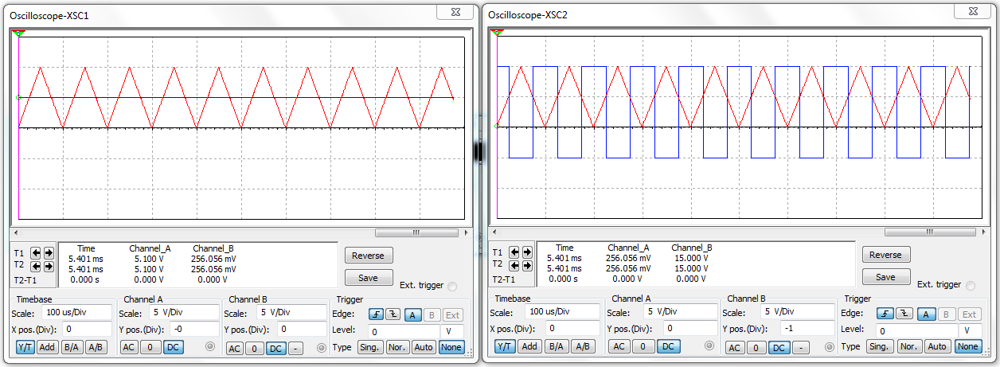 Oscilloscope-XSC1
T1
T2
T2-T1
Time Channel_A Channel_B
5.401 ms 5.100 V 256.056 mV
5.401 ms 5.100 V 256.056 mV
0.000 s 0.000 V 0.000 V
Reverse
Save
Ext. trigger
Timebase
Scale: 100 us/Div
X pos.(Div): 0
Y/T Add B/A A/B
Channel A
Scale: 5 V/Div
Y pos.(Div): -0
AC 0 DC
Channel B
Scale: 5 V/Div
Y pos.(Div): 0
AC 0 DC -
Trigger
Edge: A B Ext
Level: 0 V
Type Sing. Nor. Auto None
Oscilloscope-XSC2
T1
T2
T2-T1
Time Channel_A Channel_B
5.401 ms 256.056 mV 15.000 V
5.401 ms 256.056 mV 15.000 V
0.000 s 0.000 V 0.000 V
Reverse
Save
Ext. trigger
Timebase
Scale: 100 us/Div
X pos.(Div): 0
Y/T Add B/A A/B
Channel A
Scale: 5 V/Div
Y pos.(Div): 0
AC 0 DC
Channel B
Scale: 5 V/Div
Y pos.(Div): -1
AC 0 DC -
Trigger
Edge: A B Ext
Level: 0 V
Type Sing. Nor. Auto None